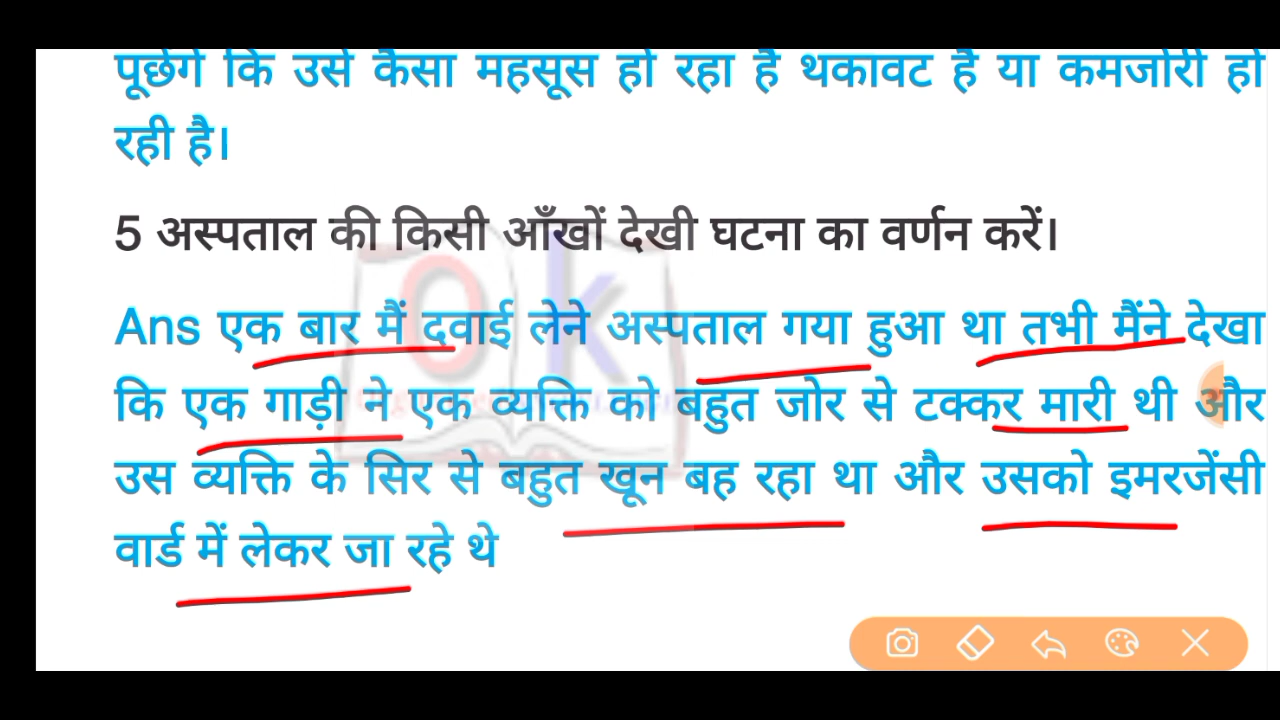 पूछेंगे कि उसे कैसा महसूस हो रहा है थकावट है या कमजोरी हो
रही है।
5 अस्पताल की किसी आँखों देखी घटना का वर्णन करें।
Ans एक बार मैं दवाई लेने अस्पताल गया हुआ था तभी मैंने देखा
कि एक गाड़ी ने एक व्यक्ति को बहुत जोर से टक्कर मारी थी और
उस व्यक्ति के सिर से बहुत खून बह रहा था और उसको इमरजेंसी
वार्ड में लेकर जा रहे थे